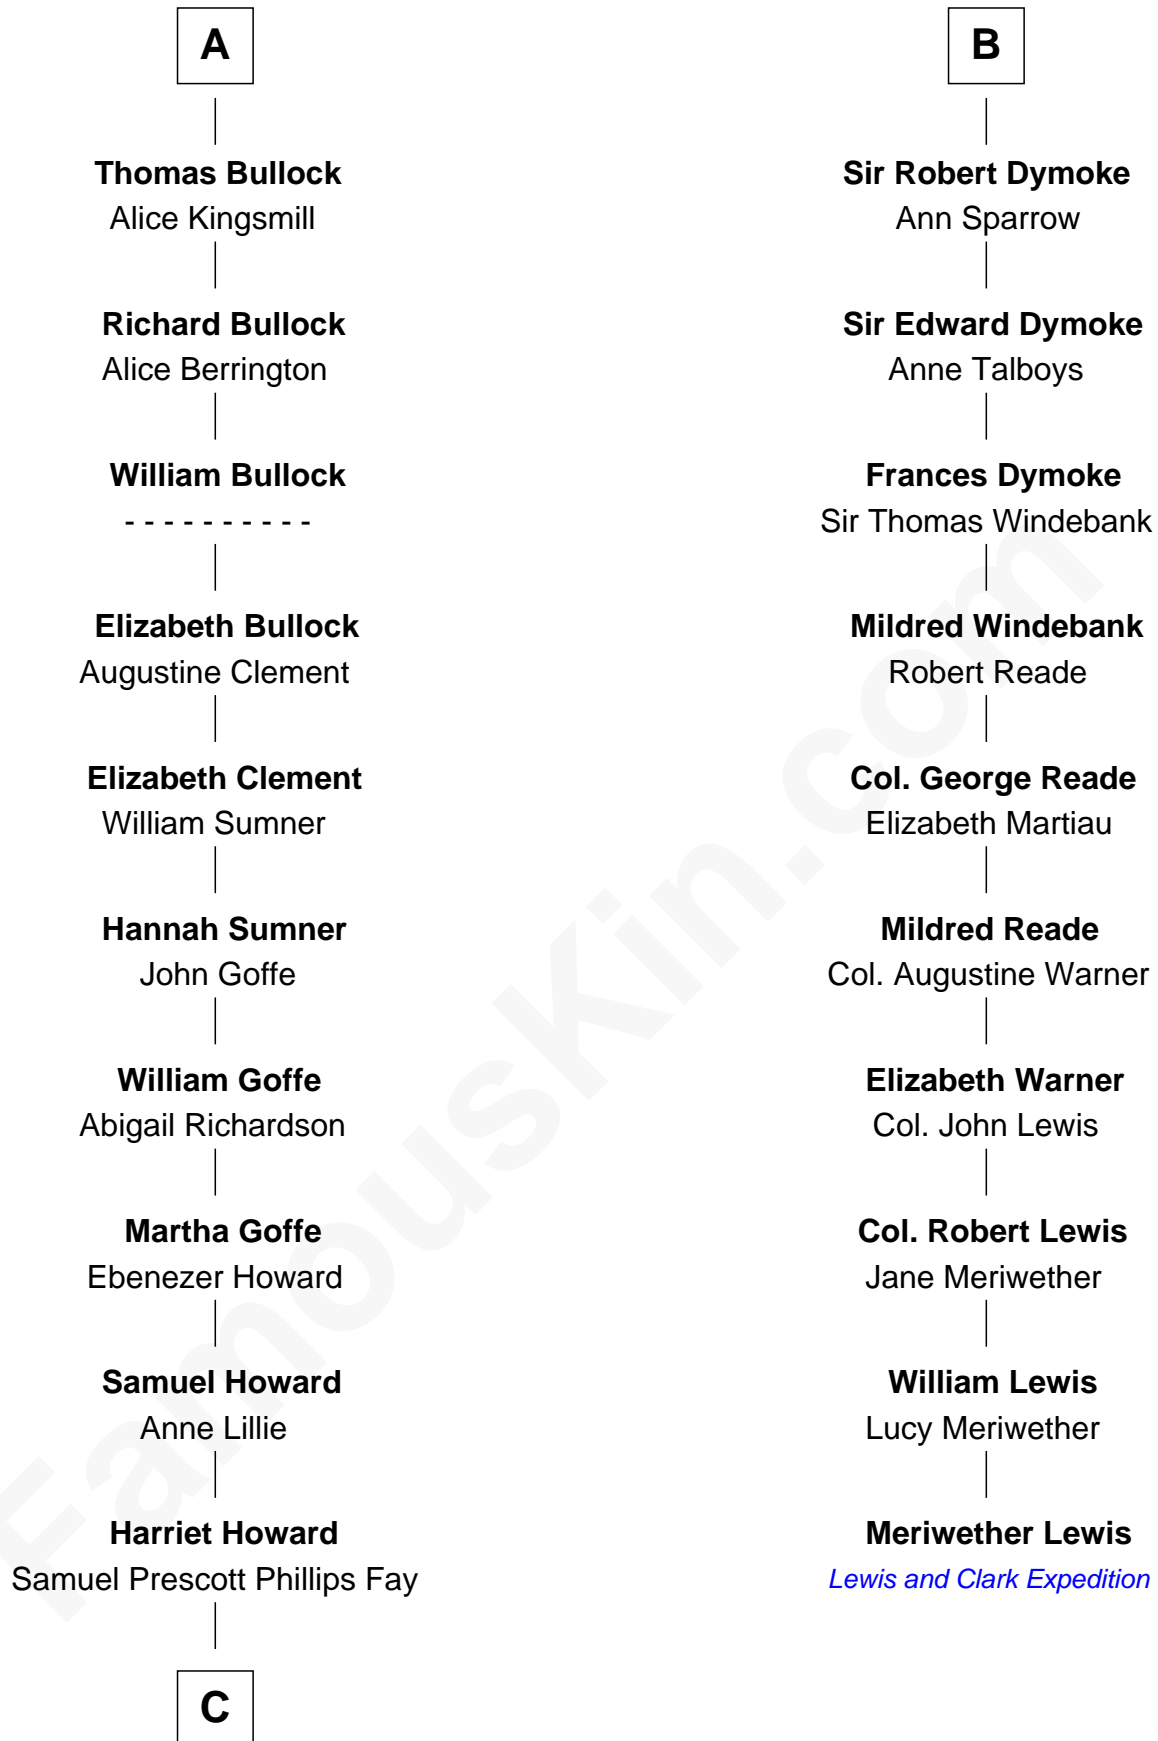 A
Thomas Bullock
Alice Kingsmill
Richard Bullock
Alice Berrington
William Bullock
- - - - - - - - - -
Elizabeth Bullock
Augustine Clement
Elizabeth Clement
William Sumner
Hannah Sumner
John Goffe
William Goffe
Abigail Richardson
Martha Goffe
Ebenezer Howard
Samuel Howard
Anne Lillie
Harriet Howard
Samuel Prescott Phillips Fay
C
B
Sir Robert Dymoke
Ann Sparrow
Sir Edward Dymoke
Anne Talboys
Frances Dymoke
Sir Thomas Windebank
Mildred Windebank
Robert Reade
Col. George Reade
Elizabeth Martiau
Mildred Reade
Col. Augustine Warner
Elizabeth Warner
Col. John Lewis
Col. Robert Lewis
Jane Meriwether
William Lewis
Lucy Meriwether
Meriwether Lewis
Lewis and Clark Expedition
FamousKin.com